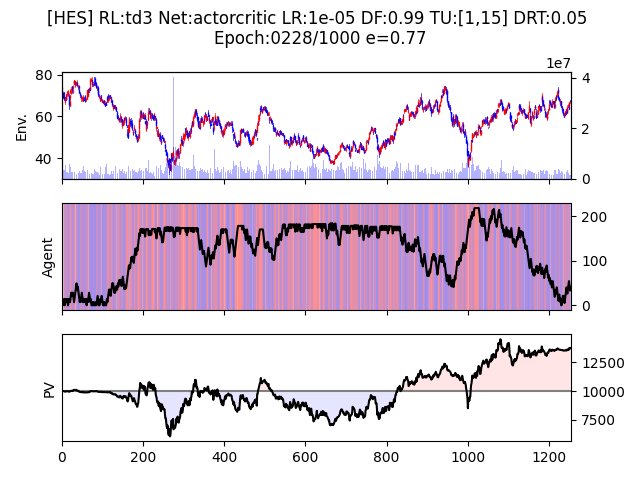 [HES] RL:td3 Net:actorcritic LR:1e-05 DF:0.99 TU:[1,15] DRT:0.05
Epoch:0228/1000 e=0.77
1e7
80
60
40
Env.
4
2
0
Agent
200
100
0
PV
12500
10000
7500
0 200 400 600 800 1000 1200